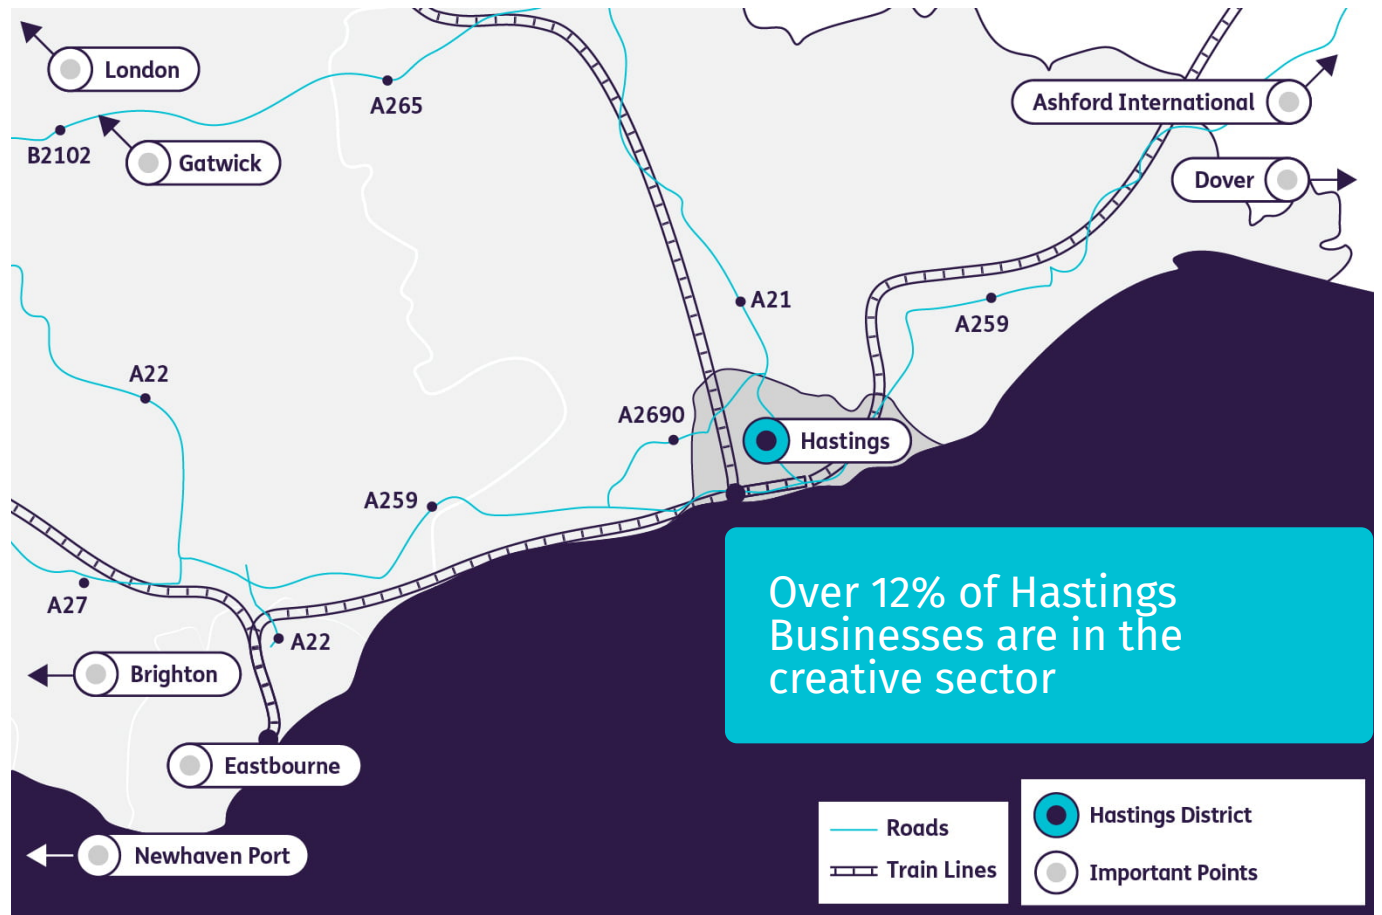 London
A265
Ashford International
B2102
Gatwick
Dover
A21
A259
A22
A2690
Hastings
A259
Over 12% of Hastings
Businesses are in the
creative sector
A27
A22
Brighton
Eastbourne
Newhaven Port
Roads
Train Lines
Hastings District
Important Points